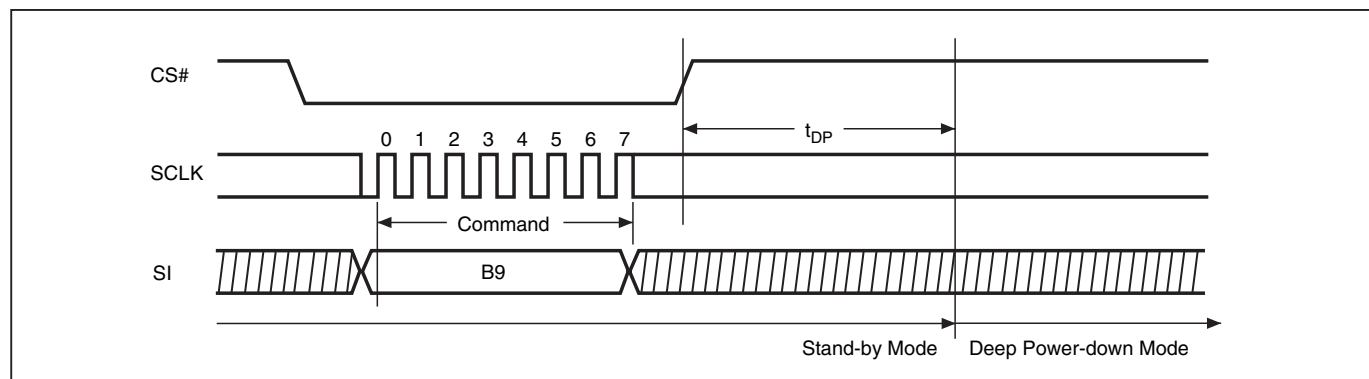 CS#
tDP
0 1 2 3 4 5 6 7
SCLK
Command
SI
B9
Stand-by Mode
Deep Power-down Mode